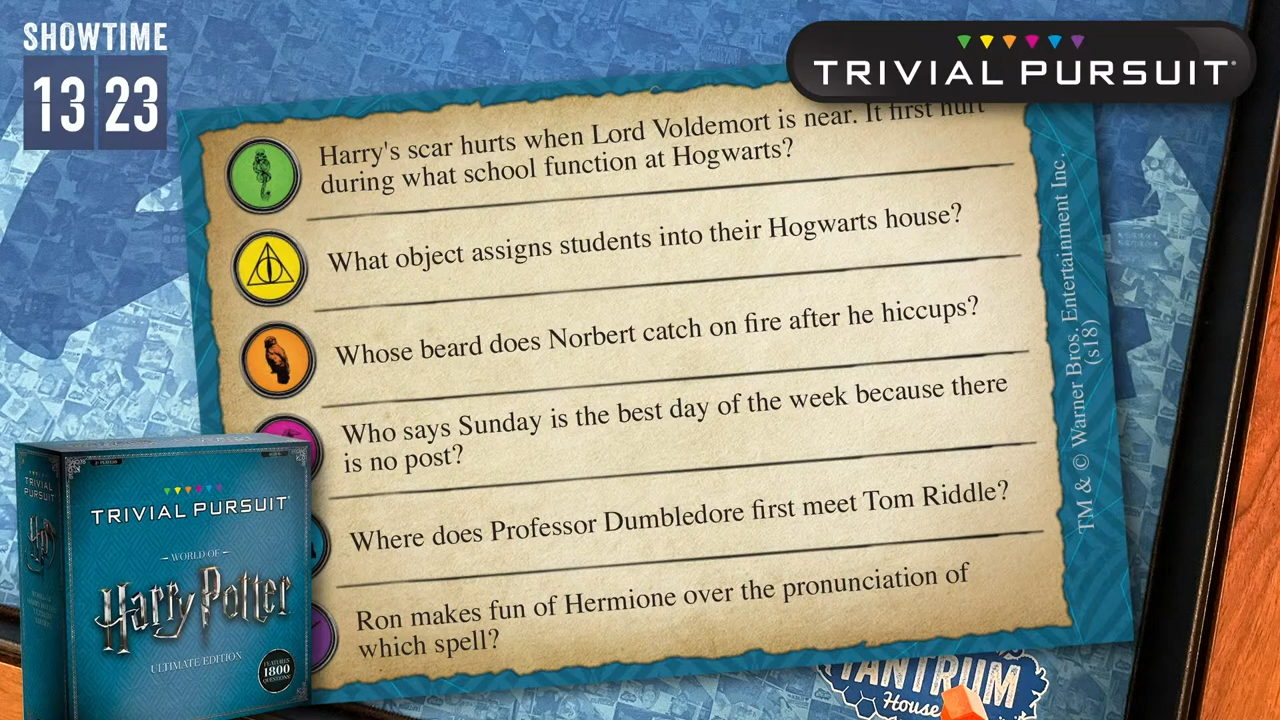 SHOWTIME
13 23
TRIVIAL PURSUIT
Harry's scar hurts when Lord Voldemort is near. It first hurt
during what school function at Hogwarts?
What object assigns students into their Hogwarts house?
Whose beard does Norbert catch on fire after he hiccups?
Who says Sunday is the best day of the week because there
is no post?
Where does Professor Dumbledore first meet Tom Riddle?
Ron makes fun of Hermione over the pronunciation of
which spell?
TM & © Warner Bros. Entertainment Inc.
(s18)
TRIVIAL
PURSUIT
TRIVIAL PURSUIT
WORLD OF
Harry Potter
ULTIMATE EDITION
FEATURES
1800
QUESTIONS!
TANTRUM
House